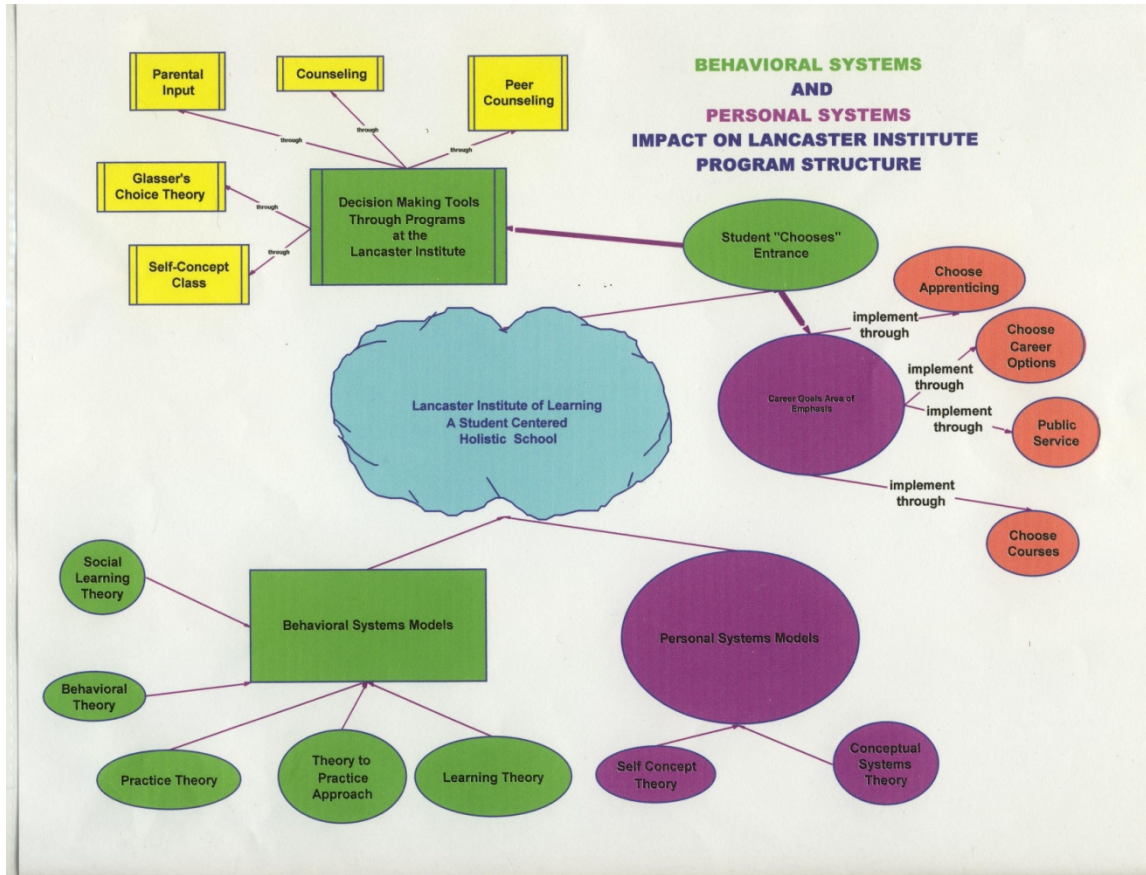 BEHAVIORAL SYSTEMS
AND
PERSONAL SYSTEMS
IMPACT ON LANCASTER INSTITUTE
PROGRAM STRUCTURE
Parental
Input
Counseling
Peer
Counseling
through
through
through
Glasser's
Choice Theory
through
Self-Concept
Class
through
Decision Making Tools
Through Programs
at the
Lancaster Institute
Student "Chooses"
Entrance
Choose
Apprenticing
implement
through
Choose
Career
Options
implement
through
Career Goals Area of
Emphasis
implement
through
Public
Service
implement
through
Choose
Courses
Lancaster Institute of Learning
A Student Centered
Holistic School
Social
Learning
Theory
Behavioral Systems Models
Personal Systems Models
Behavioral
Theory
Practice Theory
Theory to
Practice
Approach
Learning Theory
Self Concept
Theory
Conceptual
Systems
Theory